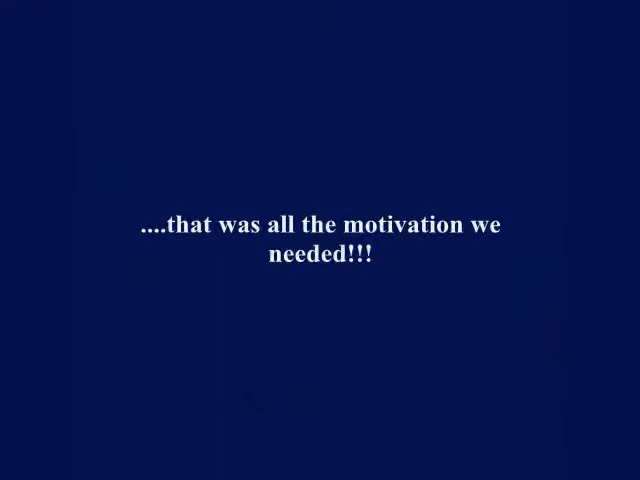 ....that was all the motivation we
needed!!!